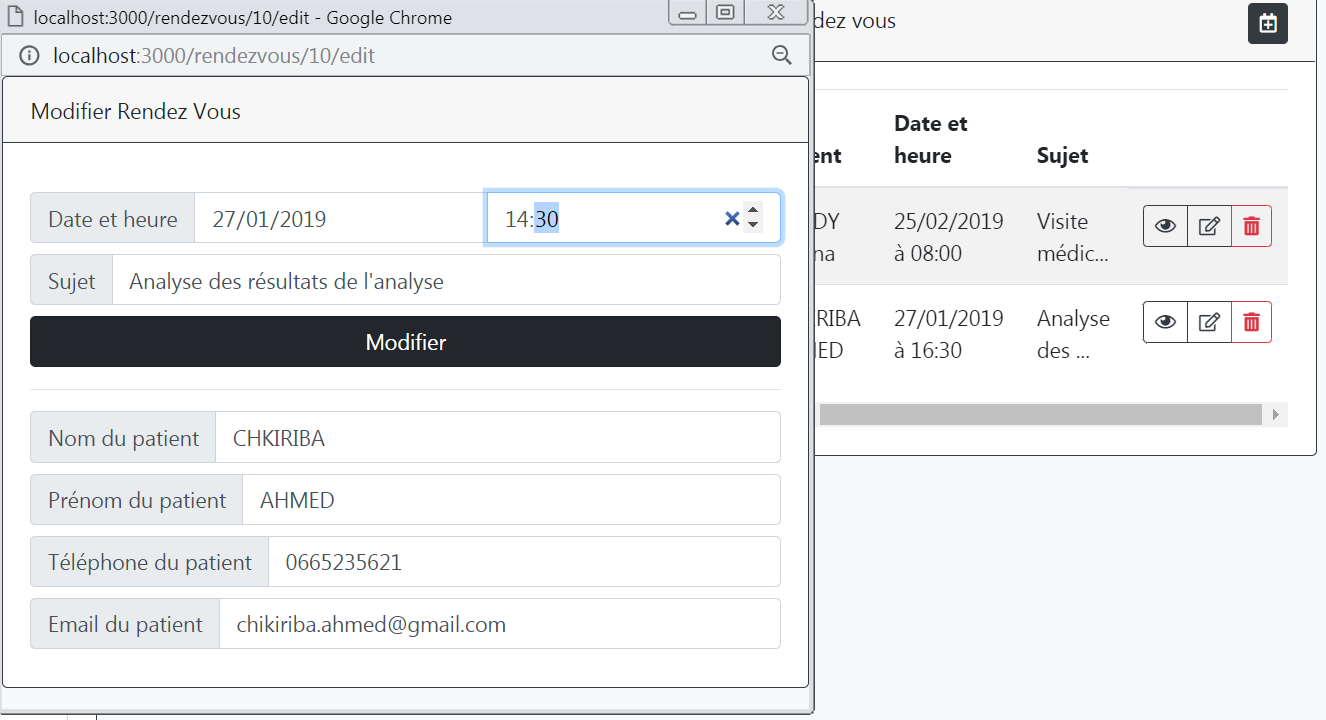 localhost:3000/rendezvous/10/edit - Google Chrome
localhost:3000/rendezvous/10/edit
Modifier Rendez Vous
Date et heure 27/01/2019 14:30
Sujet Analyse des résultats de l'analyse
Modifier
Nom du patient CHKIRIBA
Prénom du patient AHMED
Téléphone du patient 0665235621
Email du patient chikiriba.ahmed@gmail.com
dez vous
Date et
ent heure Sujet
DY 25/02/2019 Visite
na à 08:00 médic...
RIBA 27/01/2019 Analyse
ED à 16:30 des ...